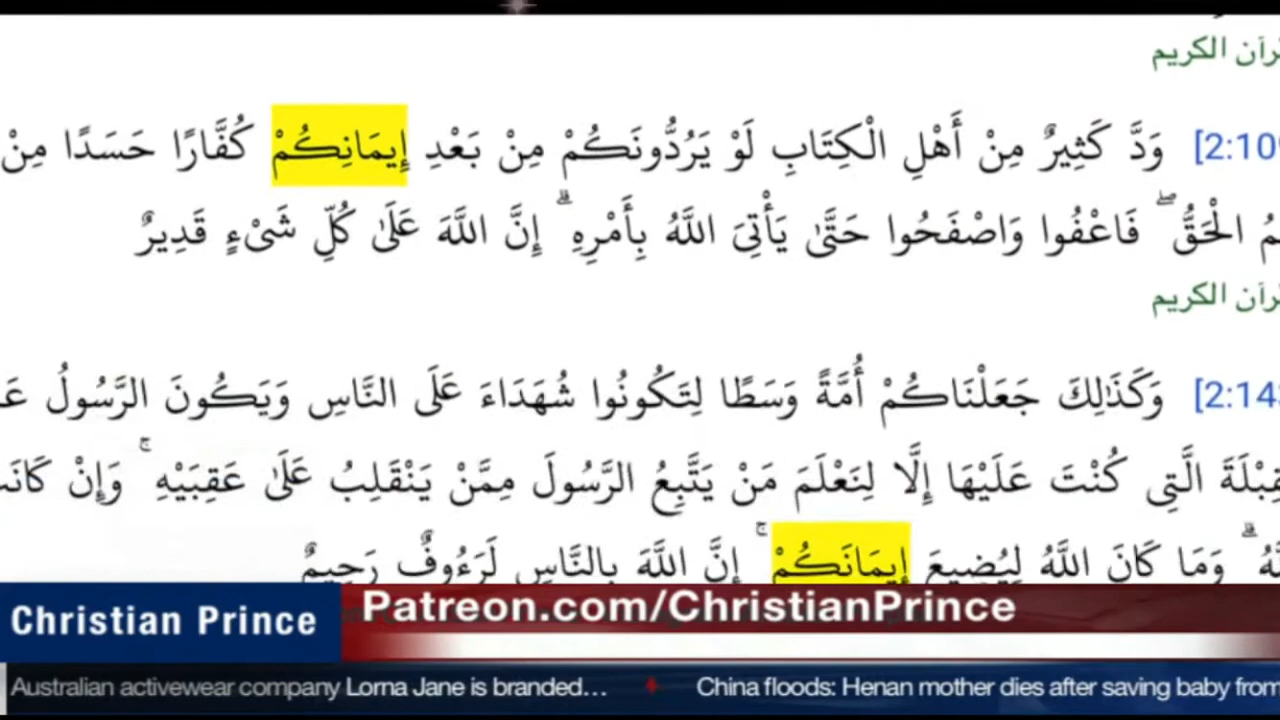 القرآن الكريم
[2:109] وَدَّ كَثِيرٌ مِنْ أَهْلِ الْكِتَابِ لَوْ يَرُدُّونَكُمْ مِنْ بَعْدِ إِيمَانِكُمْ كُفَّارًا حَسَدًا مِنْ
الْحَقُّ ۖ فَاعْفُوا وَاصْفَحُوا حَتَّىٰ يَأْتِيَ اللَّهُ بِأَمْرِهِ ۗ إِنَّ اللَّهَ عَلَىٰ كُلِّ شَيْءٍ قَدِيرٌ
القرآن الكريم
[2:143] وَكَذَٰلِكَ جَعَلْنَاكُمْ أُمَّةً وَسَطًا لِتَكُونُوا شُهَدَاءَ عَلَى النَّاسِ وَيَكُونَ الرَّسُولُ
الَّتِي كُنْتَ عَلَيْهَا إِلَّا لِنَعْلَمَ مَنْ يَتَّبِعُ الرَّسُولَ مِمَّنْ يَنْقَلِبُ عَلَىٰ عَقِبَيْهِ ۚ وَإِنْ
وَمَا كَانَ اللَّهُ لِيُضِيعَ إِيمَانَكُمْ ۚ إِنَّ اللَّهَ بِالنَّاسِ لَرَءُوفٌ رَحِيمٌ
Patreon.com/ChristianPrince
Christian Prince
Australian activewear company Lorna Jane is branded... China floods: Henan mother dies after saving baby from